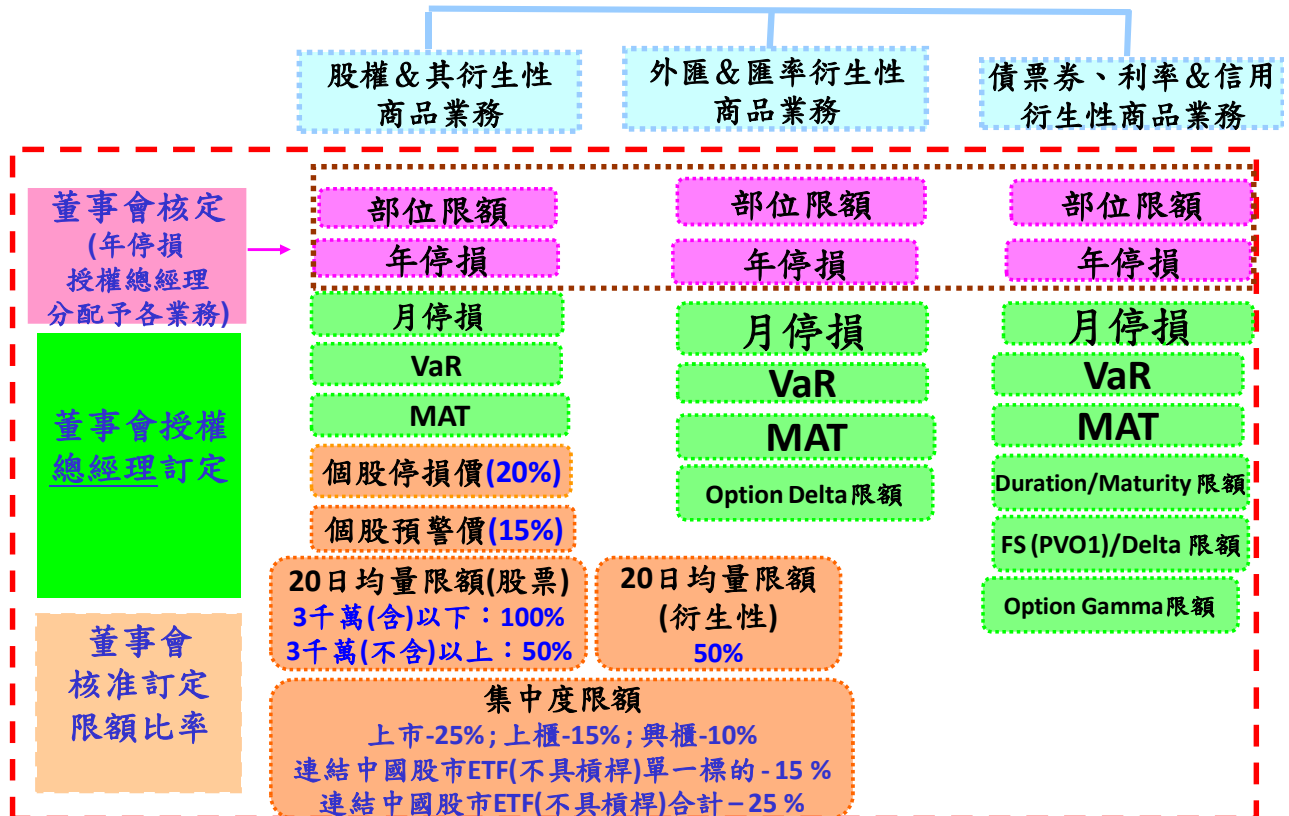 股權＆其衍生性
商品業務
外匯＆匯率衍生性
商品業務
債票券、利率＆信用
衍生性商品業務
董事會核定
(年停損
授權總經理
分配予各業務)
董事會授權
總經理訂定
董事會
核准訂定
限額比率
部位限額
年停損
月停損
VaR
MAT
個股停損價(20%)
個股預警價(15%)
20日均量限額(股票)
3千萬(含)以下：100%
3千萬(不含)以上：50%
20日均量限額
(衍生性)
50%
集中度限額
上市-25% ; 上櫃-15% ; 興櫃-10%
連結中國股市ETF(不具槓桿)單一標的 - 15 %
連結中國股市ETF(不具槓桿)合計 – 25 %
部位限額
年停損
月停損
VaR
MAT
Option Delta限額
部位限額
年停損
月停損
VaR
MAT
Duration/Maturity 限額
FS (PVO1)/Delta 限額
Option Gamma限額